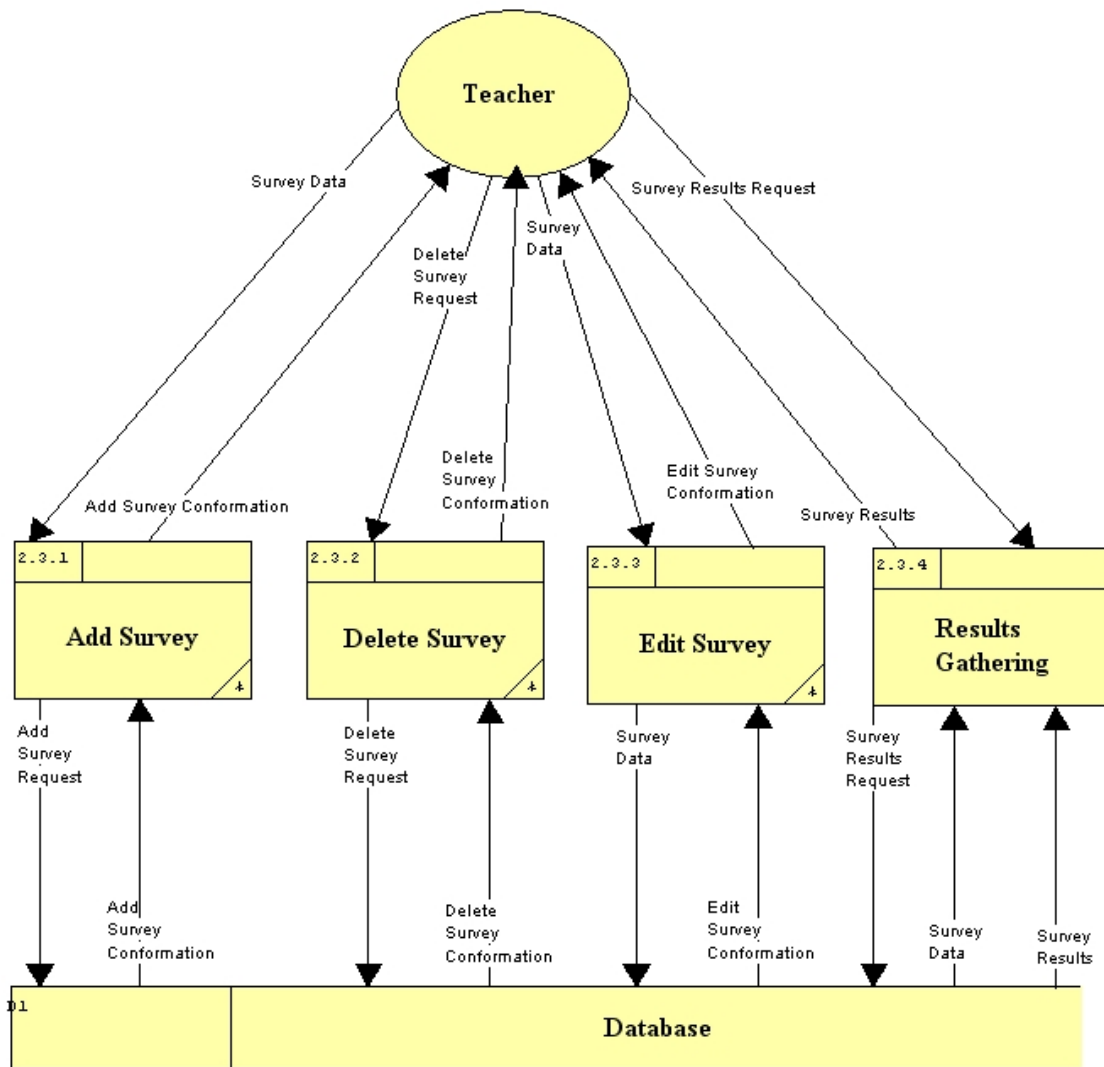 Teacher
Survey Data
Survey Results Request
Survey
Data
Delete
Survey
Request
Delete
Survey
Conformation
Edit Survey
Conformation
Add Survey Conformation
Survey Results
2.3.1
Add Survey
*
2.3.2
Delete Survey
*
2.3.3
Edit Survey
*
2.3.4
Results
Gathering
Add
Survey
Request
Delete
Survey
Request
Survey
Data
Survey
Results
Request
Add
Survey
Conformation
Delete
Survey
Conformation
Edit
Survey
Conformation
Survey
Data
Survey
Results
D1
Database